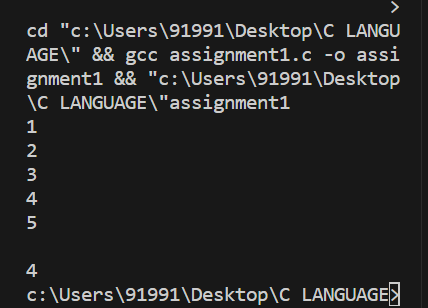 >
cd "c:\Users\91991\Desktop\C LANGU
AGE\" && gcc assignment1.c -o assi
gnment1 && "c:\Users\91991\Desktop
\C LANGUAGE\"assignment1
1
2
3
4
5
4
c:\Users\91991\Desktop\C LANGUAGE>